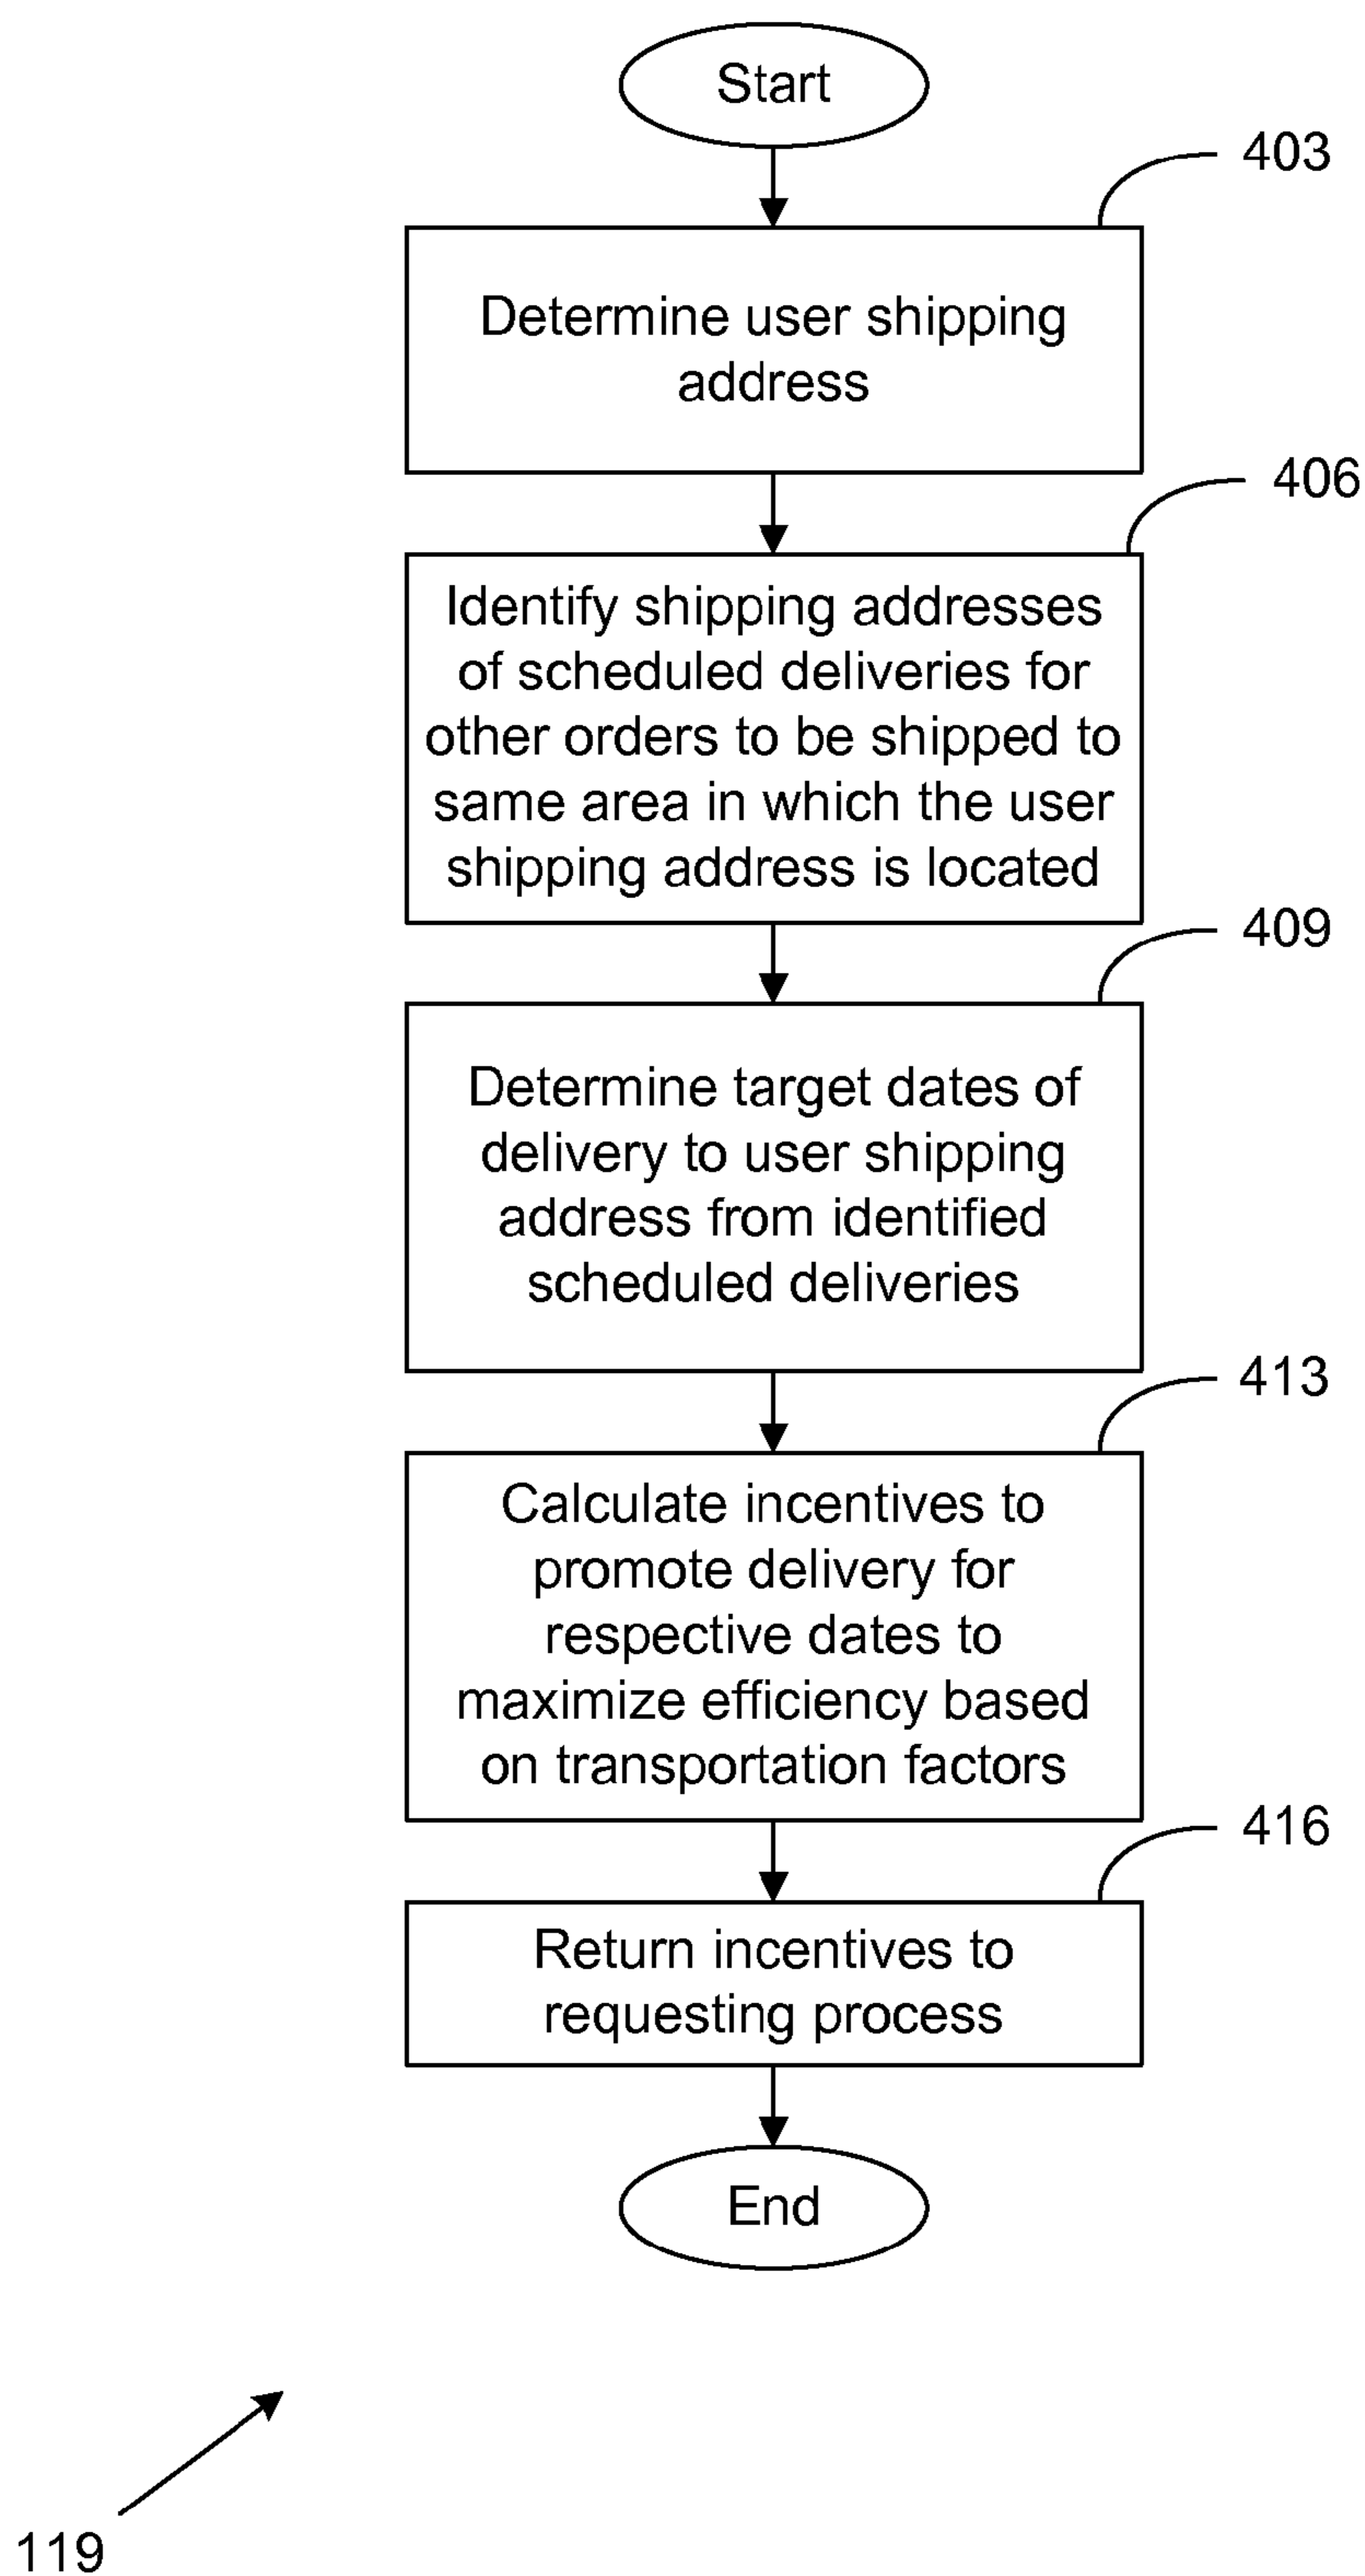 Start
403
Determine user shipping
address
406
Identify shipping addresses
of scheduled deliveries for
other orders to be shipped to
same area in which the user
shipping address is located
409
Determine target dates of
delivery to user shipping
address from identified
scheduled deliveries
413
Calculate incentives to
promote delivery for
respective dates to
maximize efficiency based
on transportation factors
416
Return incentives to
requesting process
End
119